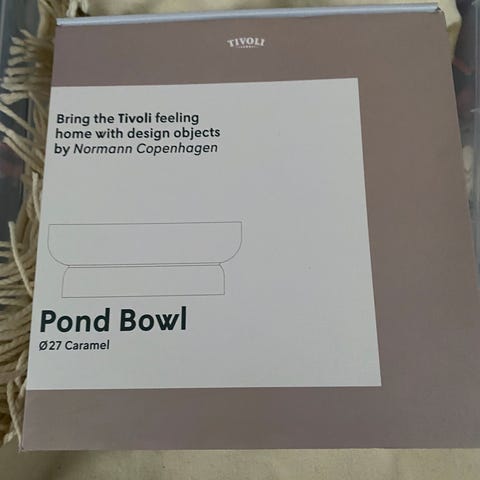 TIVOLI
Bring the Tivoli feeling
home with design objects
by Normann Copenhagen
Pond Bowl
Ø27 Caramel